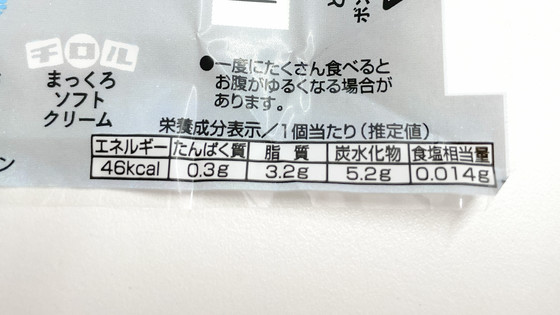 チロル
まっくろ
ソフト
クリーム
●一度にたくさん食べると
お腹がゆるくなる場合が
あります。
栄養成分表示/1個当たり(推定値)
エネルギー たんぱく質 脂質 炭水化物 食塩相当量
46kcal 0.3g 3.2g 5.2g 0.014g
ン